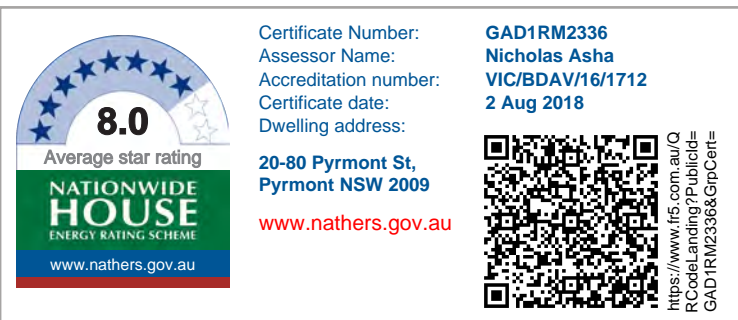 8.0
Average star rating
NATIONWIDE
HOUSE
ENERGY RATING SCHEME
www.nathers.gov.au
Certificate Number: GAD1RM2336
Assessor Name: Nicholas Asha
Accreditation number: VIC/BDAV/16/1712
Certificate date: 2 Aug 2018
Dwelling address:
20-80 Pyrmont St,
Pyrmont NSW 2009
www.nathers.gov.au
https://www.fr5.com.au/Q
RCodeLanding?PublicId=
GAD1RM2336&GrpCert=